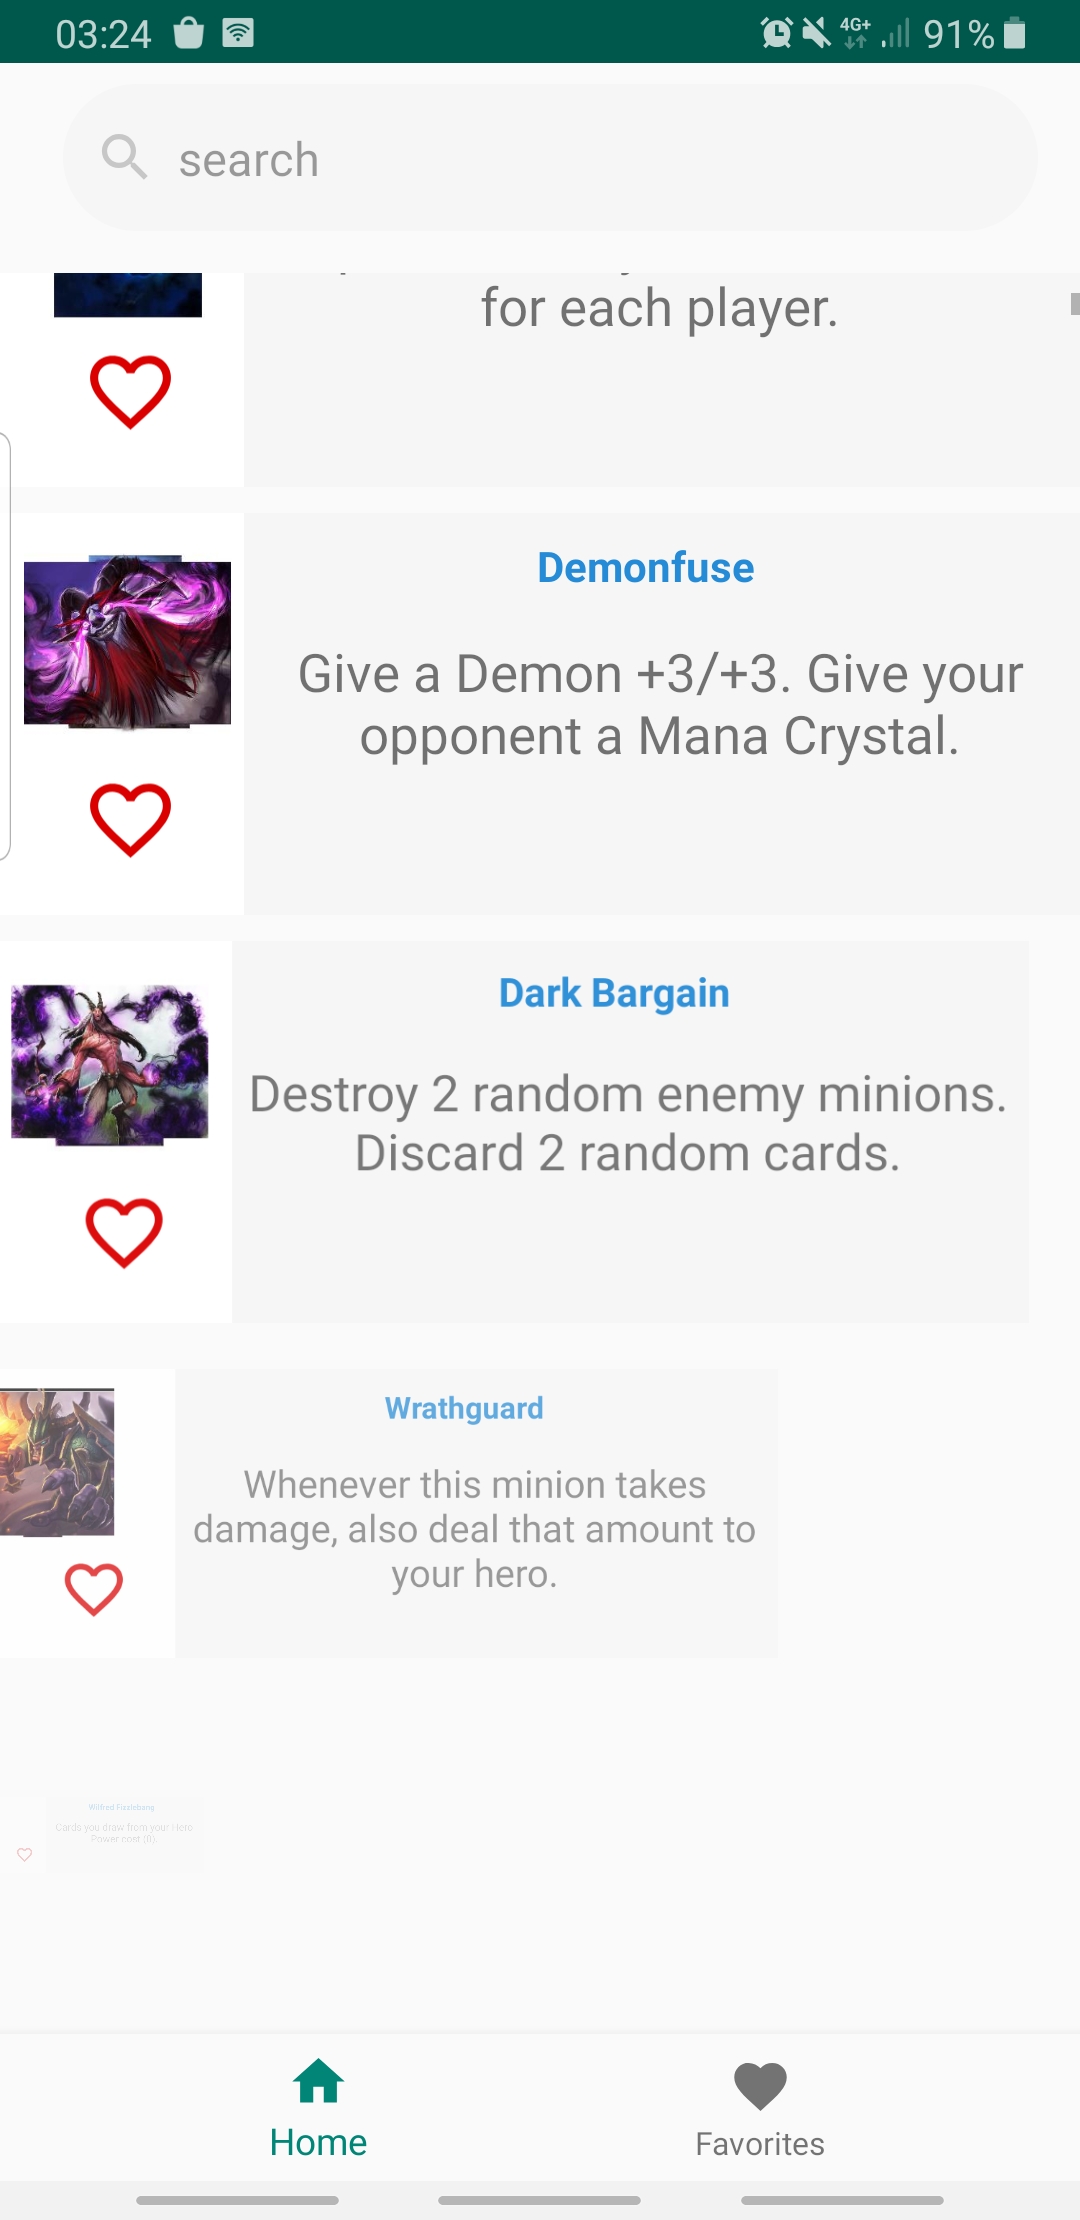 03:24
4G+
91%
search
for each player.
Demonfuse
Give a Demon +3/+3. Give your
opponent a Mana Crystal.
Dark Bargain
Destroy 2 random enemy minions.
Discard 2 random cards.
Wrathguard
Whenever this minion takes
damage, also deal that amount to
your hero.
Wilfred Fizzlebang
Cards you draw from your Hero
Power cost (0).
Home
Favorites